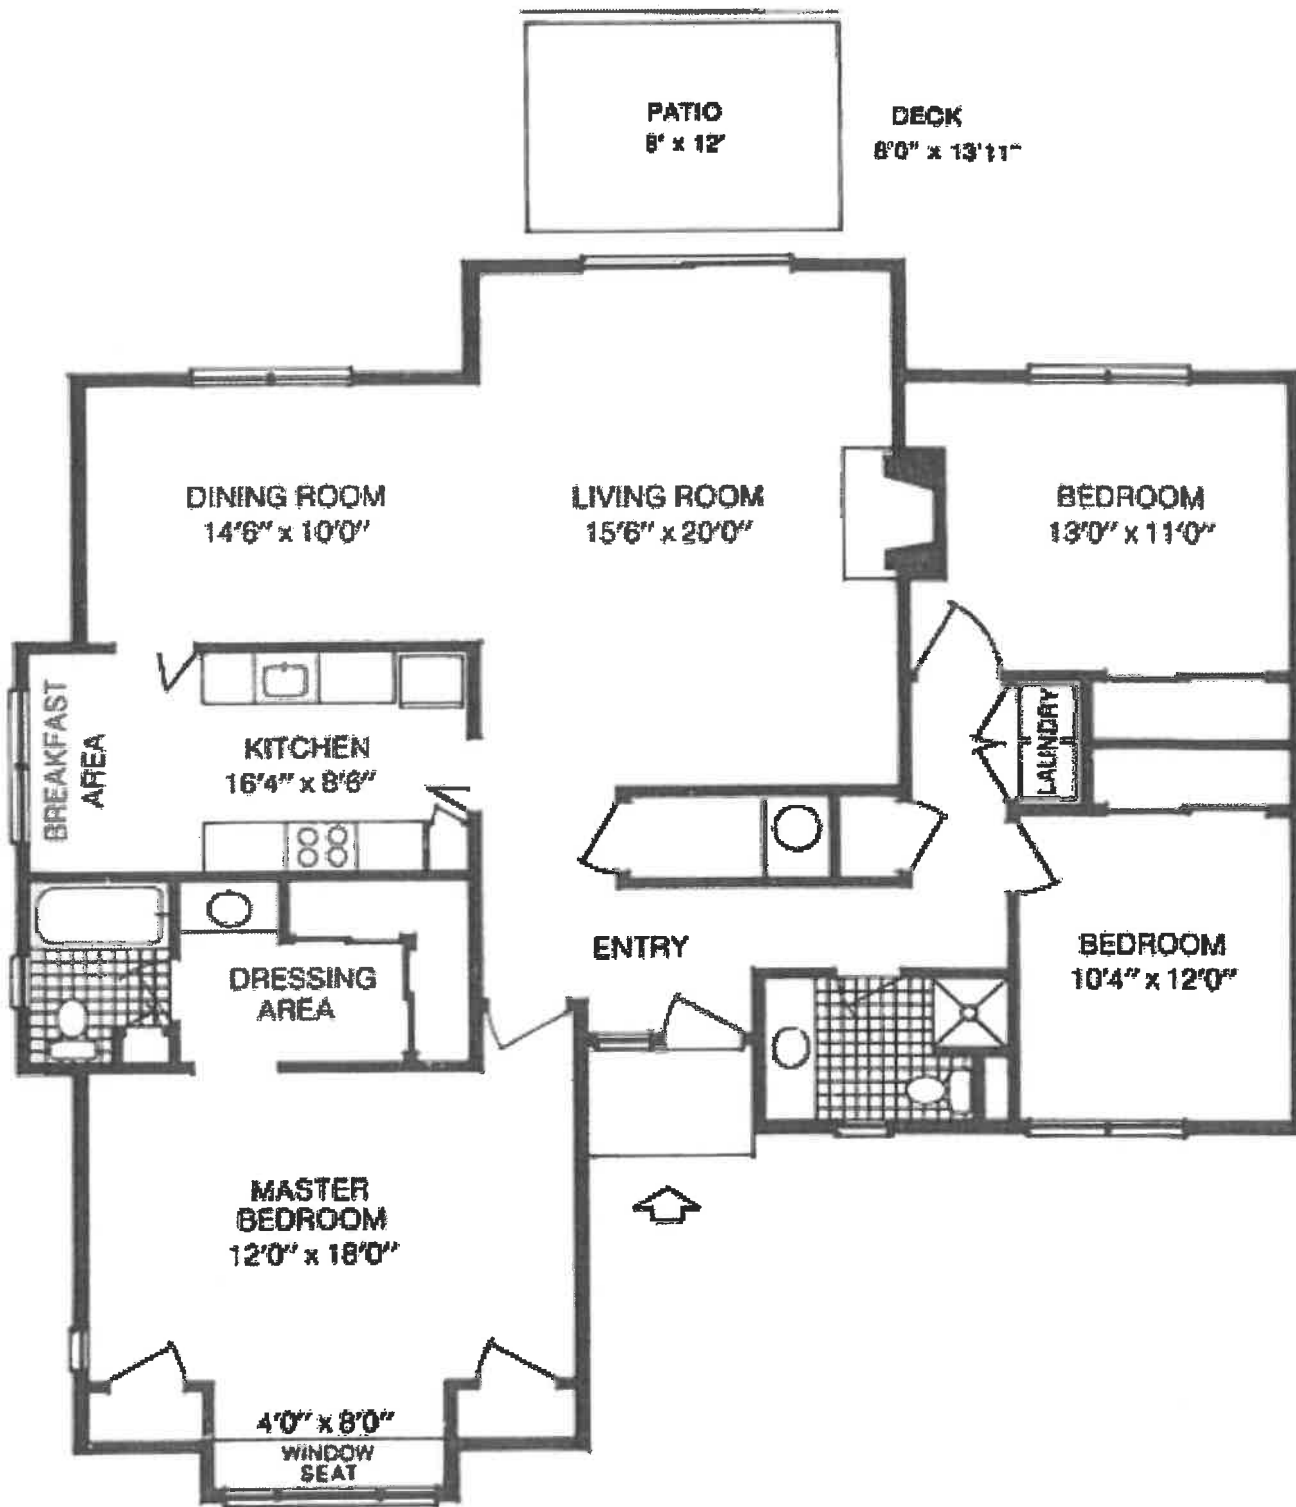 PATIO
8' x 12'
DECK
8'0" x 13'11"
DINING ROOM
14'6" x 10'0"
LIVING ROOM
15'6" x 20'0"
BEDROOM
13'0" x 11'0"
BREAKFAST
AREA
KITCHEN
16'4" x 8'6"
LAUNDRY
DRESSING
AREA
ENTRY
BEDROOM
10'4" x 12'0"
MASTER
BEDROOM
12'0" x 18'0"
4'0" x 8'0"
WINDOW
SEAT